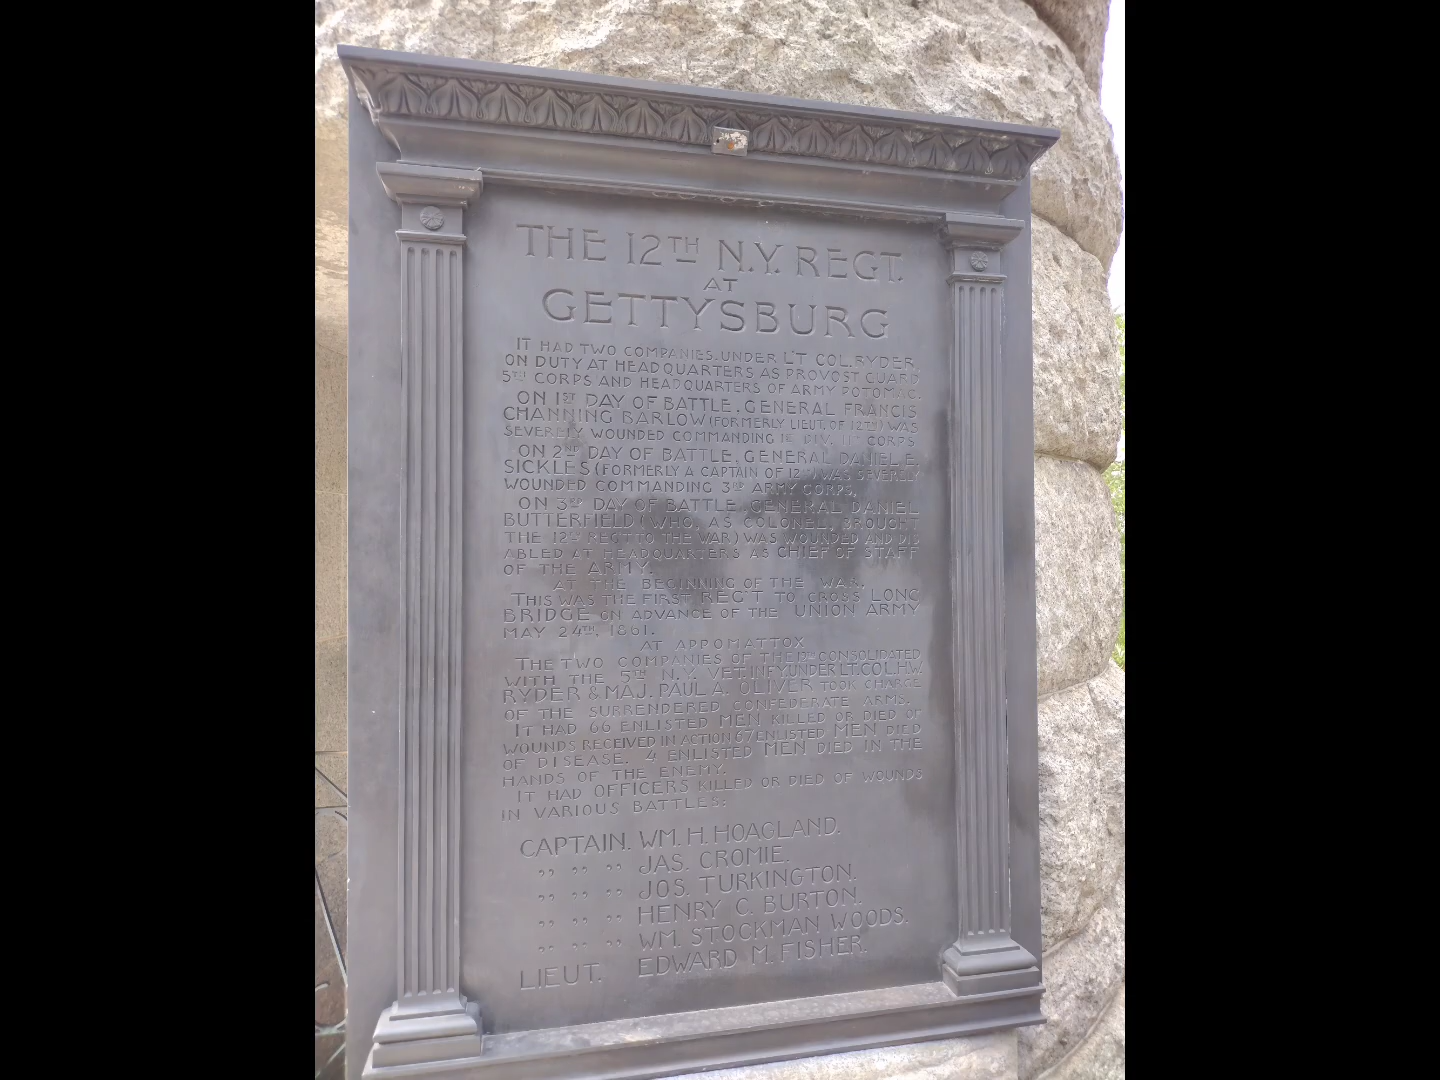 THE 12TH N.Y. REGT.
AT
GETTYSBURG
IT HAD TWO COMPANIES. UNDER L'T COL. RYDER,
ON DUTY AT HEADQUARTERS AS PROVOST GUARD
5TH CORPS AND HEADQUARTERS OF ARMY POTOMAC.
ON 1ST DAY OF BATTLE. GENERAL FRANCIS
CHANNING BARLOW (FORMERLY LIEUT. OF 12TH) WAS
SEVERELY WOUNDED COMMANDING 1ST DIV. 11TH CORPS
ON 2ND DAY OF BATTLE. GENERAL DANIEL E.
SICKLES (FORMERLY A CAPTAIN OF 12TH) WAS SEVERELY
WOUNDED COMMANDING 3RD ARMY CORPS,
ON 3RD DAY OF BATTLE. GENERAL DANIEL
BUTTERFIELD (WHO, AS COLONEL, BROUGHT
THE 12TH REGT TO THE WAR) WAS WOUNDED AND DIS
ABLED AT HEADQUARTERS AS CHIEF OF STAFF
OF THE ARMY.
AT THE BEGINNING OF THE WAR.
THIS WAS THE FIRST REG'T TO CROSS LONG
BRIDGE ON ADVANCE OF THE UNION ARMY
MAY 24TH, 1861.
AT APPOMATTOX
THE TWO COMPANIES OF THE 12TH CONSOLIDATED
WITH THE 5TH N.Y. VET. INF'Y. UNDER LT. COL. H.W.
RYDER & MAJ. PAUL A. OLIVER TOOK CHARGE
OF THE SURRENDERED CONFEDERATE ARMS.
IT HAD 66 ENLISTED MEN KILLED OR DIED OF
WOUNDS RECEIVED IN ACTION 67 ENLISTED MEN DIED
OF DISEASE. 4 ENLISTED MEN DIED IN THE
HANDS OF THE ENEMY.
IT HAD OFFICERS KILLED OR DIED OF WOUNDS
IN VARIOUS BATTLES:
CAPTAIN. WM. H. HOAGLAND.
,, ,, ,, JAS. CROMIE.
,, ,, ,, JOS. TURKINGTON.
,, ,, ,, HENRY C. BURTON.
,, ,, ,, WM. STOCKMAN WOODS.
LIEUT. EDWARD M. FISHER.